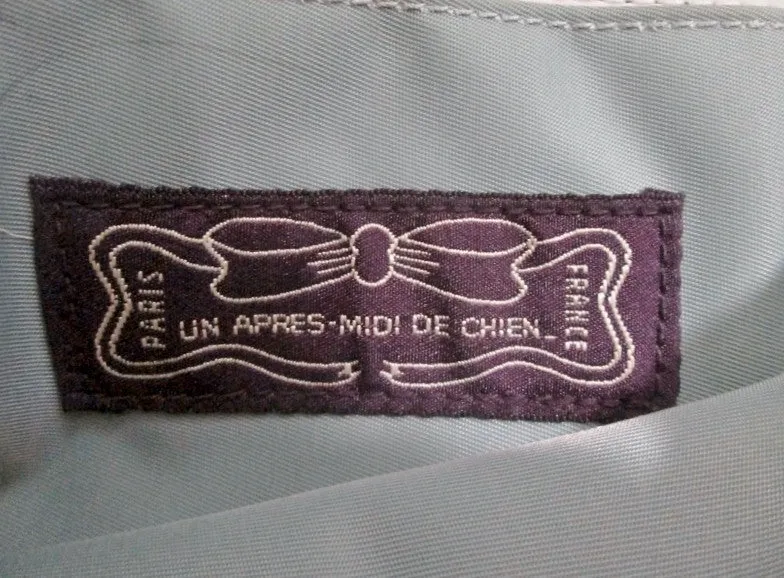 PARIS
UN APRES-MIDI DE CHIEN_
FRANCE